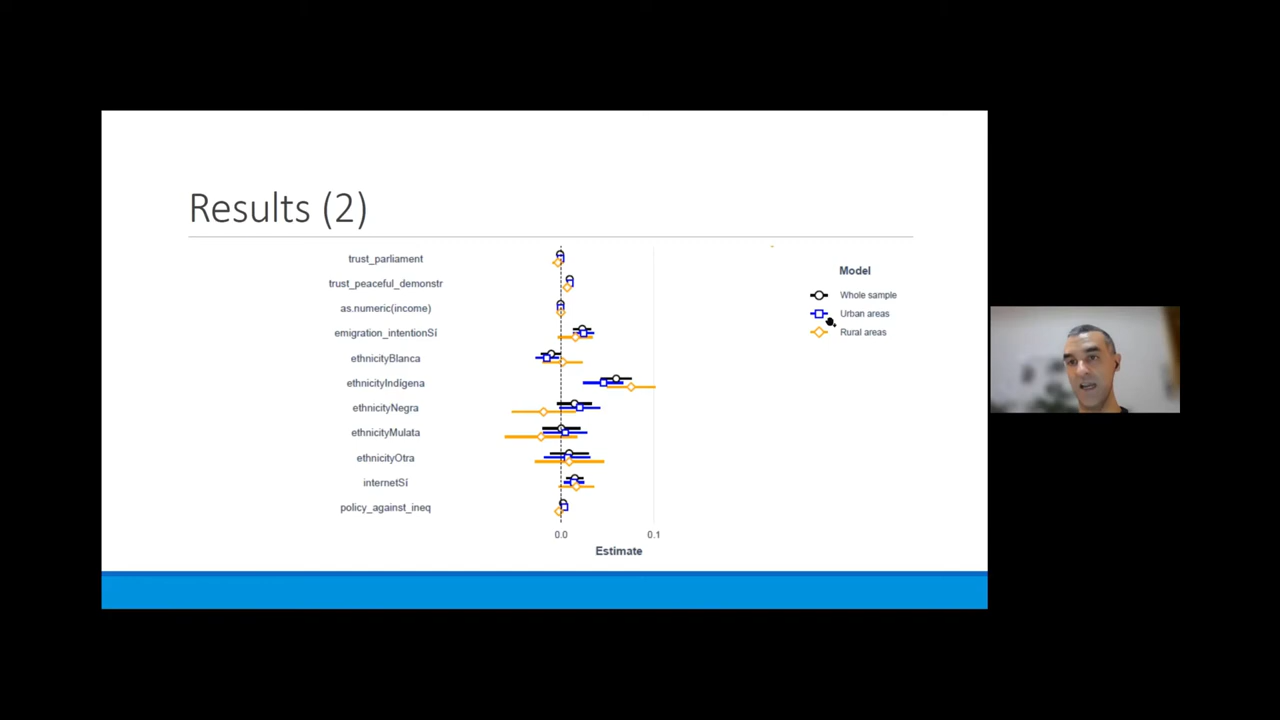 Results (2)
trust_parliament
trust_peaceful_demonstr
as.numeric(income)
emigration_intentionSí
ethnicityBlanca
ethnicityIndígena
ethnicityNegra
ethnicityMulata
ethnicityOtra
internetSí
policy_against_ineq
0.0 0.1
Estimate
Model
Whole sample
Urban areas
Rural areas